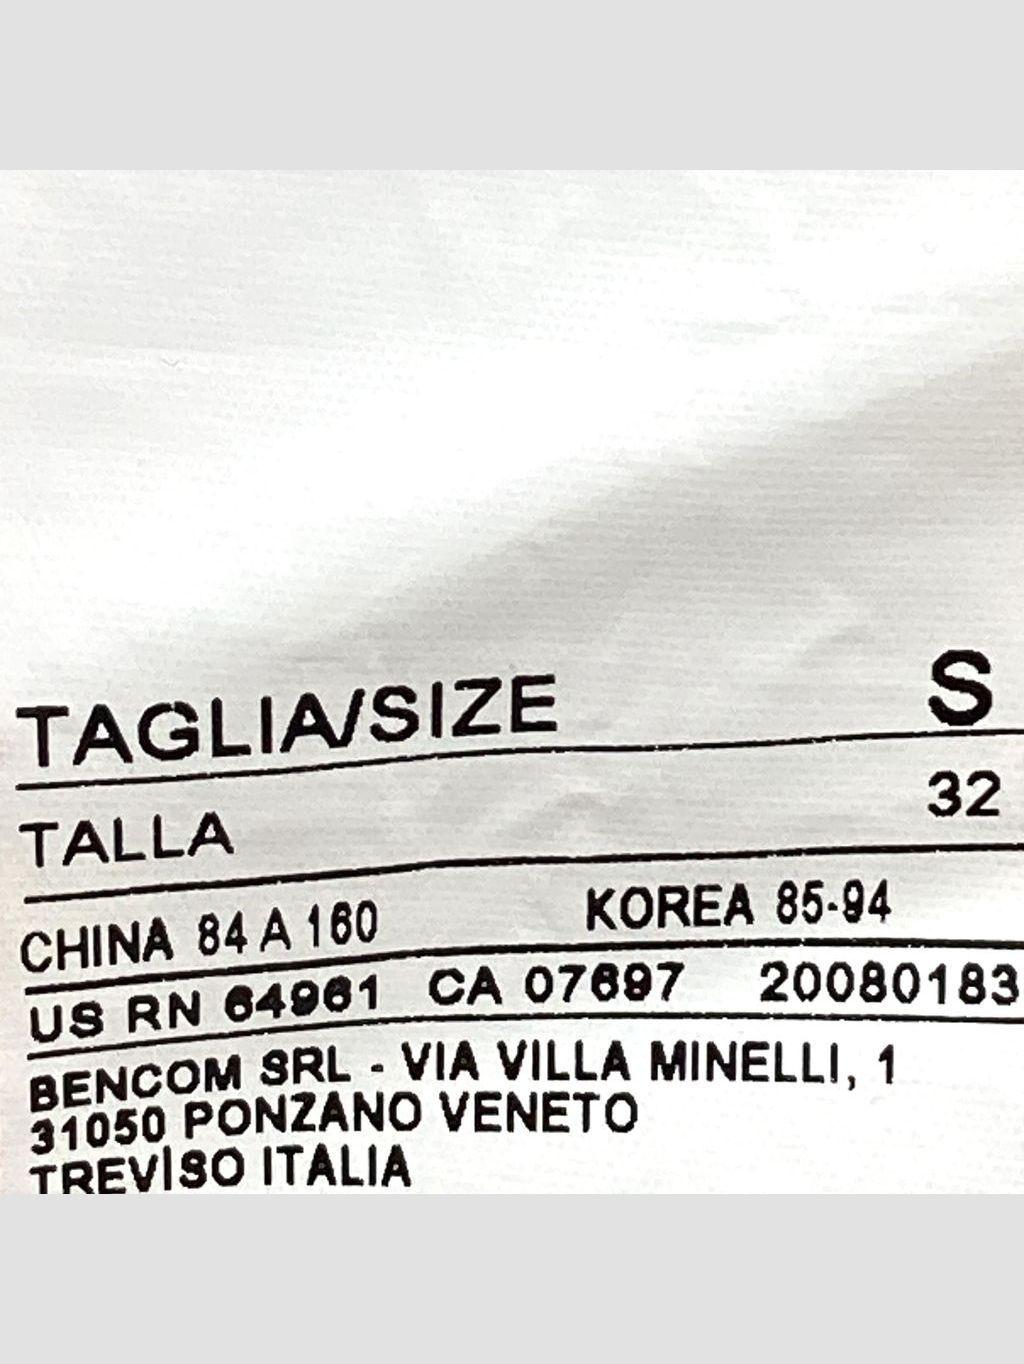 TAGLIA/SIZE S
TALLA 32
CHINA 84 A 160 KOREA 85-94
US RN 64961 CA 07697 20080183
BENCOM SRL - VIA VILLA MINELLI, 1
31050 PONZANO VENETO
TREVISO ITALIA